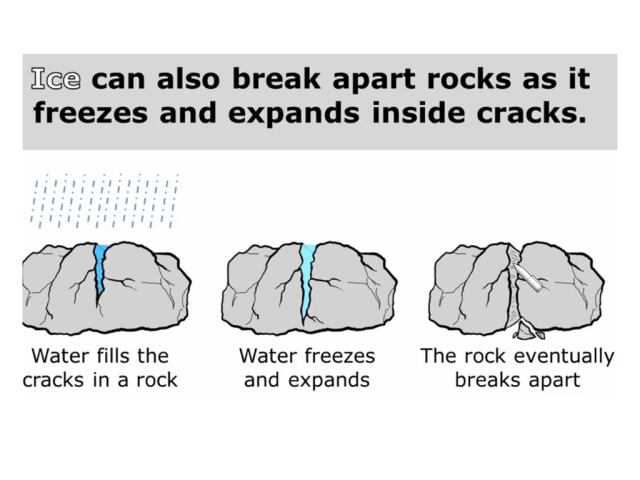 Ice can also break apart rocks as it
freezes and expands inside cracks.
Water fills the
cracks in a rock
Water freezes
and expands
The rock eventually
breaks apart